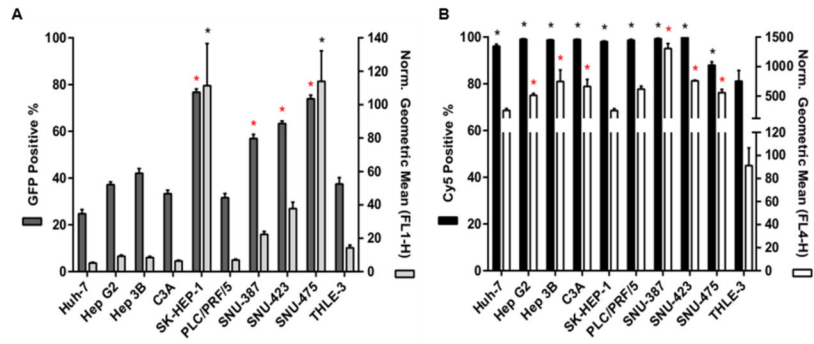 A
GFP Positive %
100
80
60
40
20
0
* * * * * *
140
120
100
80
60
40
20
0
Norm. Geometric Mean (FL1-H)
Huh-7
Hep G2
Hep 3B
C3A
SK-HEP-1
PLC/PRF/5
SNU-387
SNU-423
SNU-475
THLE-3
B
Cy5 Positive %
100
80
60
40
20
0
* * * * * * * * * * * * * * *
1500
1000
500
120
100
80
60
40
20
0
Norm. Geometric Mean (FL4-H)
Huh-7
Hep G2
Hep 3B
C3A
SK-HEP-1
PLC/PRF/5
SNU-387
SNU-423
SNU-475
THLE-3